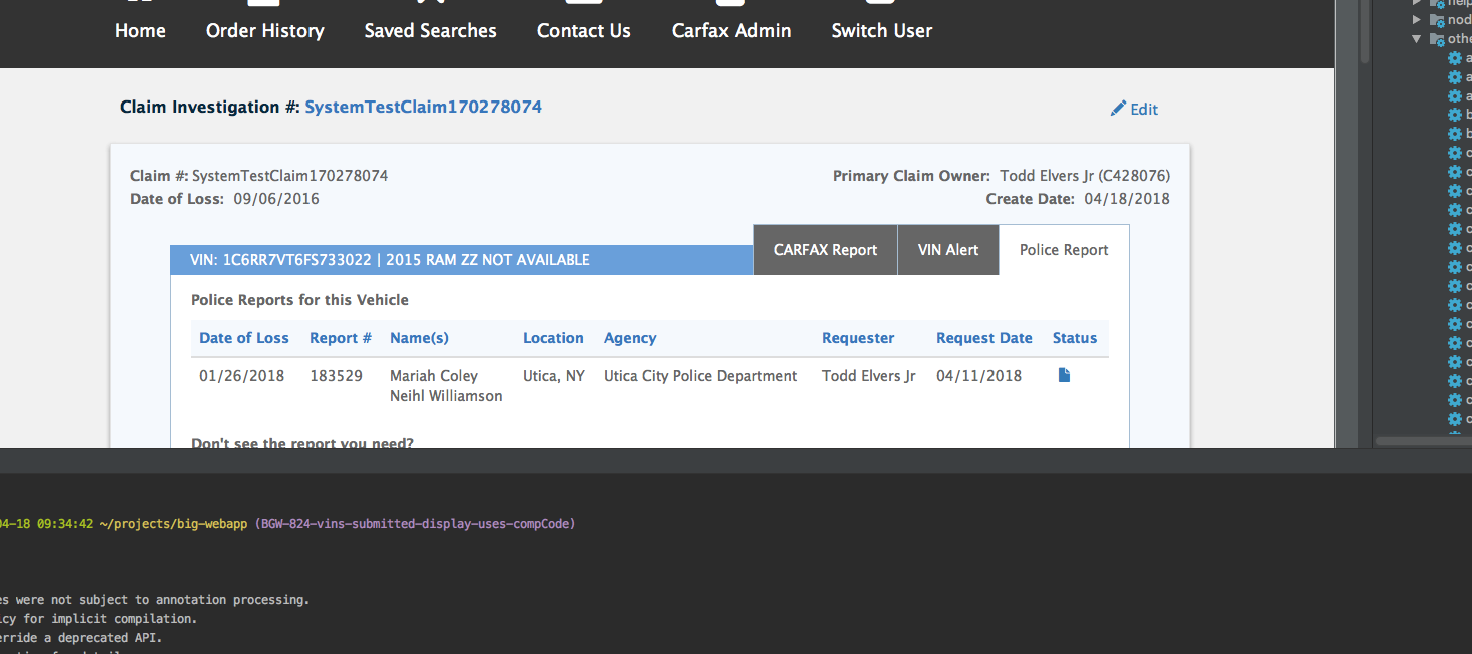 Home Order History Saved Searches Contact Us Carfax Admin Switch User
Claim Investigation #: SystemTestClaim170278074
Edit
Claim #: SystemTestClaim170278074
Primary Claim Owner: Todd Elvers Jr (C428076)
Date of Loss: 09/06/2016
Create Date: 04/18/2018
CARFAX Report VIN Alert Police Report
VIN: 1C6RR7VT6FS733022 | 2015 RAM ZZ NOT AVAILABLE
Police Reports for this Vehicle
Date of Loss Report # Name(s) Location Agency Requester Request Date Status
01/26/2018 183529 Mariah Coley Utica, NY Utica City Police Department Todd Elvers Jr 04/11/2018
Neihl Williamson
Don't see the report you need?
04-18 09:34:42 ~/projects/big-webapp (BGW-824-vins-submitted-display-uses-compCode)
es were not subject to annotation processing.
icy for implicit compilation.
erride a deprecated API.